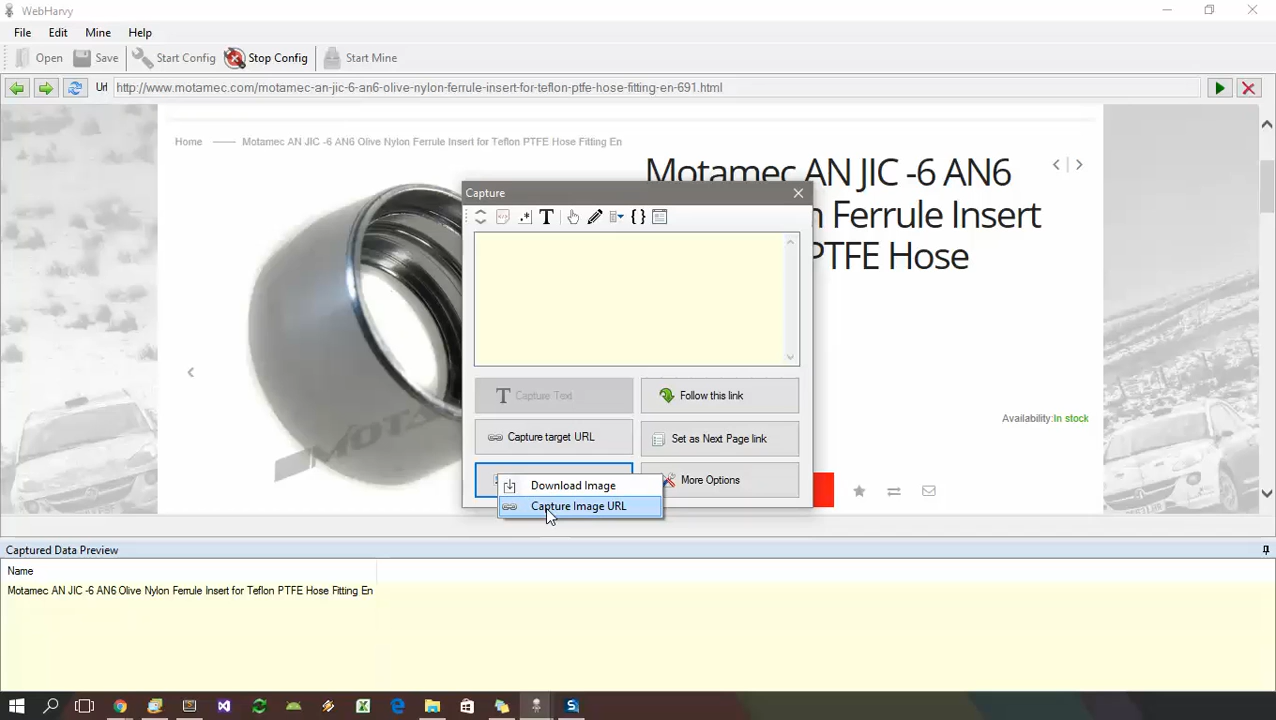 WebHarvy
File Edit Mine Help
Open Save Start Config Stop Config Start Mine
Url http://www.motamec.com/motamec-an-jic-6-an6-olive-nylon-ferrule-insert-for-teflon-ptfe-hose-fitting-en-691.html
Home Motamec AN JIC -6 AN6 Olive Nylon Ferrule Insert for Teflon PTFE Hose Fitting En
Motamec AN JIC -6 AN6
n Ferrule Insert
PTFE Hose
Availability:In stock
Capture
Capture Text
Follow this link
Capture target URL
Set as Next Page link
More Options
Download Image
Capture Image URL
Captured Data Preview
Name
Motamec AN JIC -6 AN6 Olive Nylon Ferrule Insert for Teflon PTFE Hose Fitting En